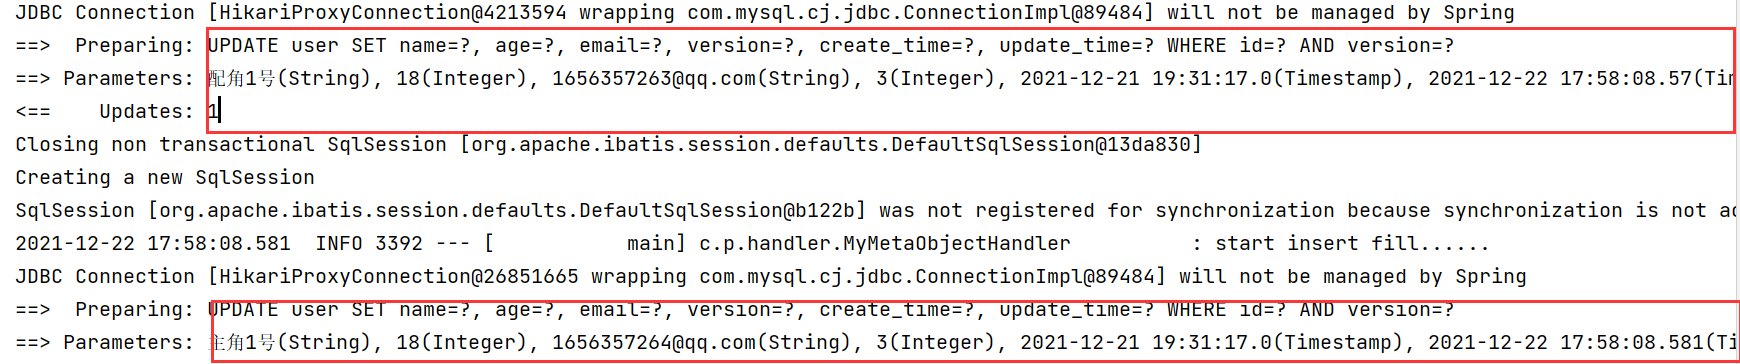 JDBC Connection [HikariProxyConnection@4213594 wrapping com.mysql.cj.jdbc.ConnectionImpl@89484] will not be managed by Spring
==>  Preparing: UPDATE user SET name=?, age=?, email=?, version=?, create_time=?, update_time=? WHERE id=? AND version=?
==> Parameters: 配角1号(String), 18(Integer), 1656357263@qq.com(String), 3(Integer), 2021-12-21 19:31:17.0(Timestamp), 2021-12-22 17:58:08.57(Tim
<==    Updates: 1
Closing non transactional SqlSession [org.apache.ibatis.session.defaults.DefaultSqlSession@13da830]
Creating a new SqlSession
SqlSession [org.apache.ibatis.session.defaults.DefaultSqlSession@b122b] was not registered for synchronization because synchronization is not ac
2021-12-22 17:58:08.581  INFO 3392 --- [           main] c.p.handler.MyMetaObjectHandler          : start insert fill......
JDBC Connection [HikariProxyConnection@26851665 wrapping com.mysql.cj.jdbc.ConnectionImpl@89484] will not be managed by Spring
==>  Preparing: UPDATE user SET name=?, age=?, email=?, version=?, create_time=?, update_time=? WHERE id=? AND version=?
==> Parameters: 主角1号(String), 18(Integer), 1656357264@qq.com(String), 3(Integer), 2021-12-21 19:31:17.0(Timestamp), 2021-12-22 17:58:08.581(Ti